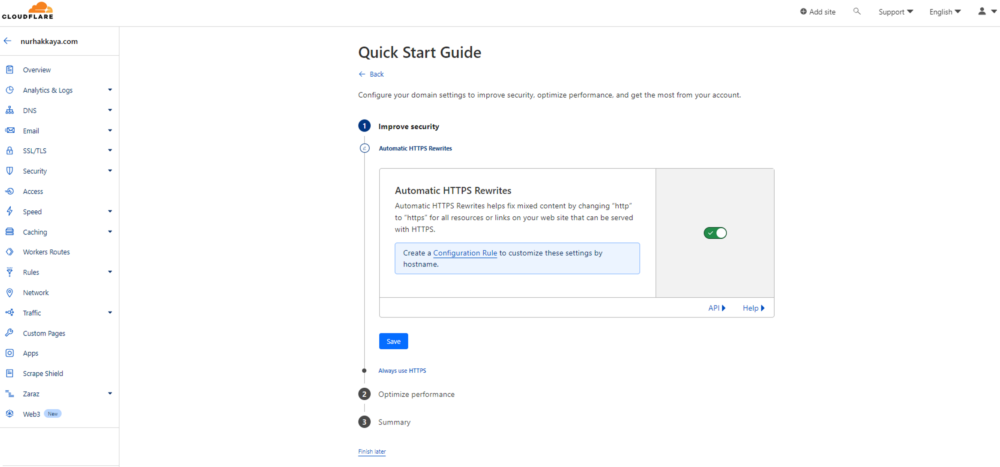 CLOUDFLARE
Add site
Support
English
nurhakkaya.com
Overview
Analytics & Logs
DNS
Email
SSL/TLS
Security
Access
Speed
Caching
Workers Routes
Rules
Network
Traffic
Custom Pages
Apps
Scrape Shield
Zaraz
Web3 New
Quick Start Guide
Back
Configure your domain settings to improve security, optimize performance, and get the most from your account.
1 Improve security
Automatic HTTPS Rewrites
Automatic HTTPS Rewrites
Automatic HTTPS Rewrites helps fix mixed content by changing “http”
to “https” for all resources or links on your web site that can be served
with HTTPS.
Create a Configuration Rule to customize these settings by
hostname.
API
Help
Save
Always use HTTPS
2 Optimize performance
3 Summary
Finish later